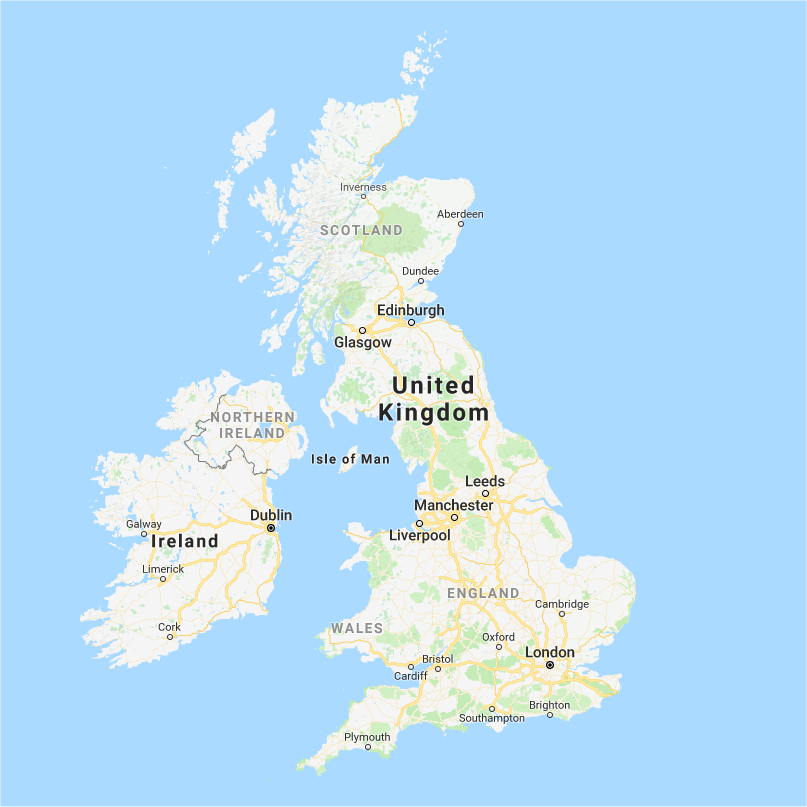 Inverness
Aberdeen
SCOTLAND
Dundee
Edinburgh
Glasgow
United
Kingdom
NORTHERN
IRELAND
Isle of Man
Leeds
Manchester
Dublin
Galway
Liverpool
Ireland
Limerick
ENGLAND
Cambridge
Cork
WALES
Oxford
London
Bristol
Cardiff
Brighton
Southampton
Plymouth